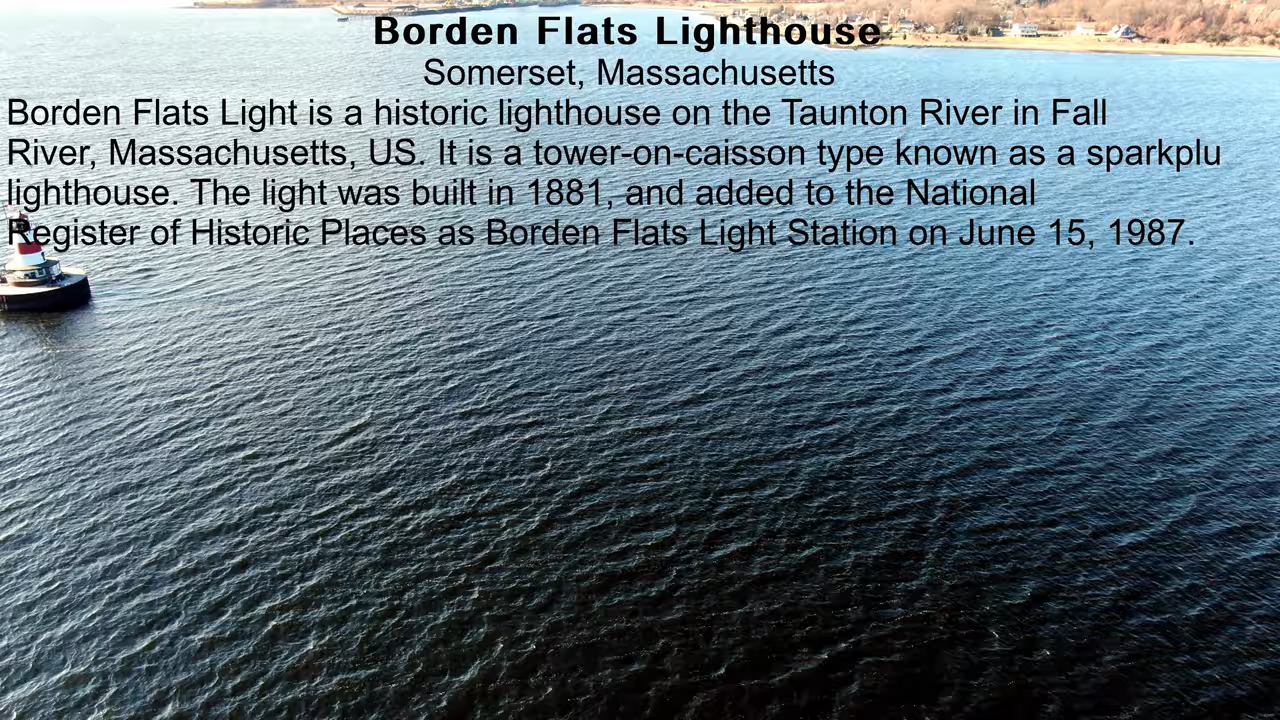 Borden Flats Lighthouse
Somerset, Massachusetts
Borden Flats Light is a historic lighthouse on the Taunton River in Fall
River, Massachusetts, US. It is a tower-on-caisson type known as a sparkplu
lighthouse. The light was built in 1881, and added to the National
Register of Historic Places as Borden Flats Light Station on June 15, 1987.